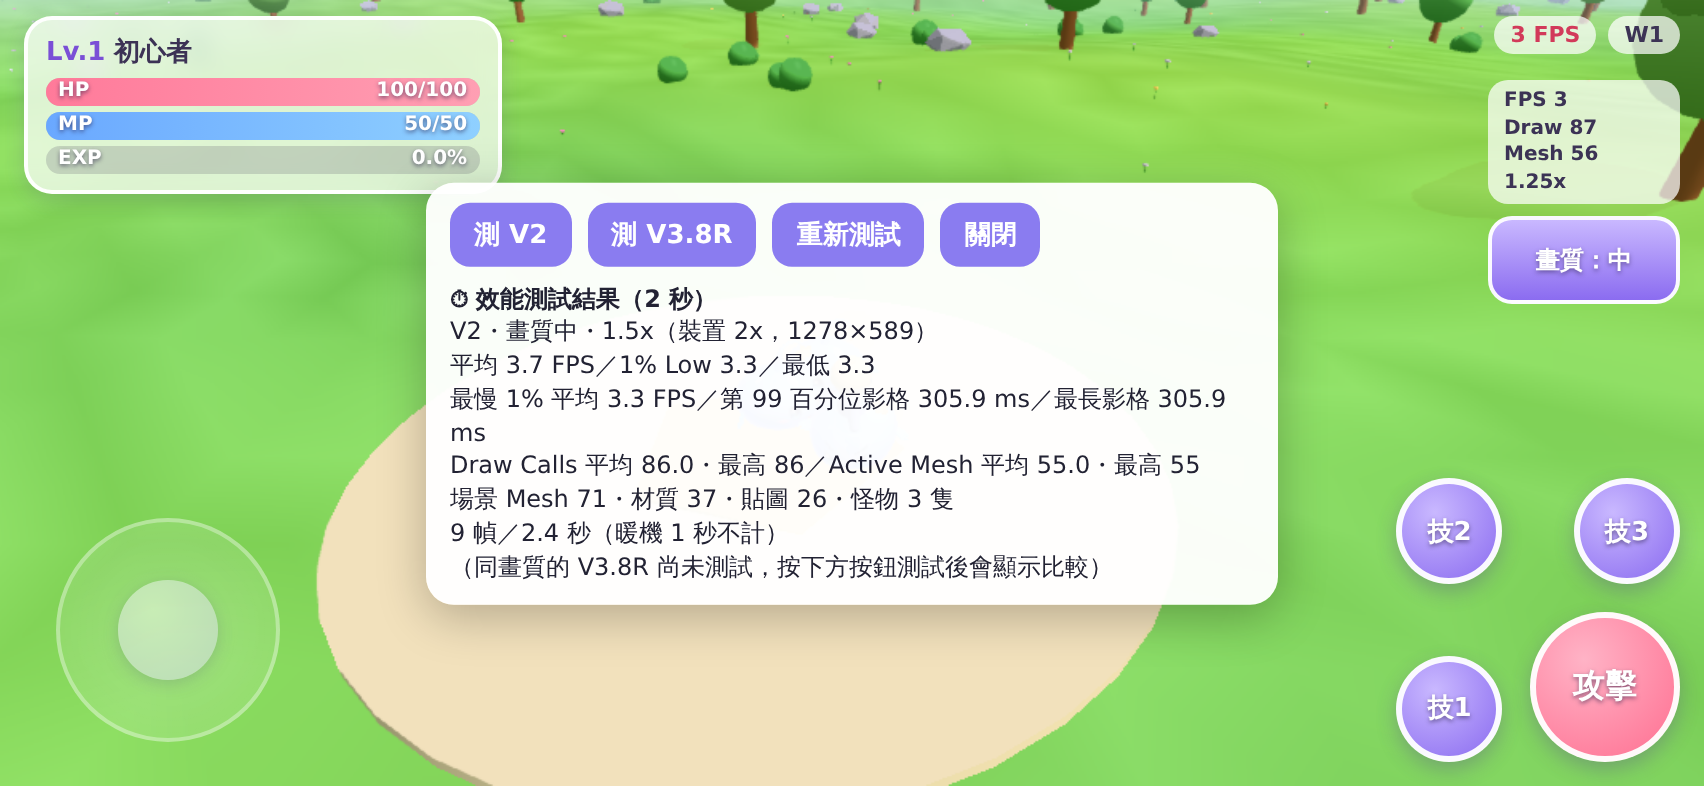 Lv.1 初心者
HP 100/100
MP 50/50
EXP 0.0%
3 FPS
W1
FPS 3
Draw 87
Mesh 56
1.25x
畫質：中
測 V2
測 V3.8R
重新測試
關閉
⏱ 效能測試結果（2 秒）
V2・畫質中・1.5x（裝置 2x，1278×589）
平均 3.7 FPS／1% Low 3.3／最低 3.3
最慢 1% 平均 3.3 FPS／第 99 百分位影格 305.9 ms／最長影格 305.9
ms
Draw Calls 平均 86.0・最高 86／Active Mesh 平均 55.0・最高 55
場景 Mesh 71・材質 37・貼圖 26・怪物 3 隻
9 幀／2.4 秒（暖機 1 秒不計）
（同畫質的 V3.8R 尚未測試，按下方按鈕測試後會顯示比較）
技2
技3
技1
攻擊